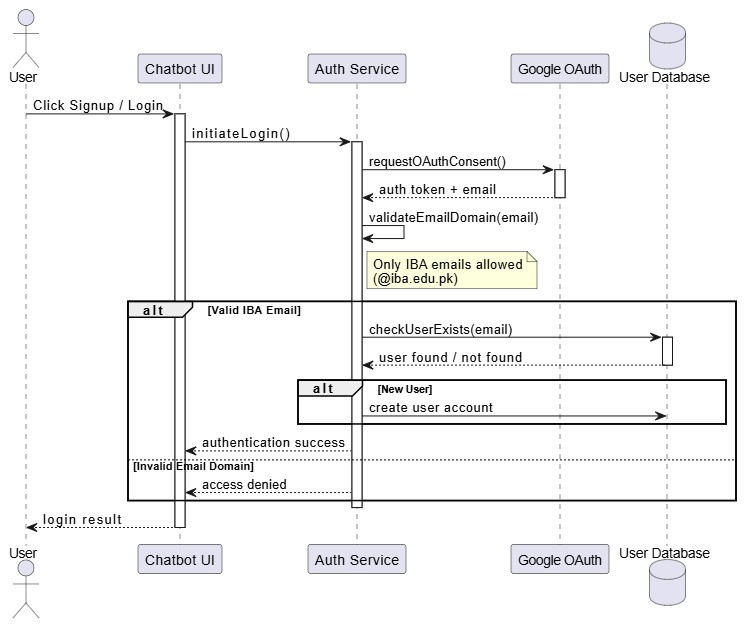 User
Chatbot UI
Auth Service
Google OAuth
User Database
Click Signup / Login
initiateLogin()
requestOAuthConsent()
auth token + email
validateEmailDomain(email)
Only IBA emails allowed
(@iba.edu.pk)
alt
[Valid IBA Email]
checkUserExists(email)
user found / not found
alt
[New User]
create user account
authentication success
[Invalid Email Domain]
access denied
login result
User
Chatbot UI
Auth Service
Google OAuth
User Database